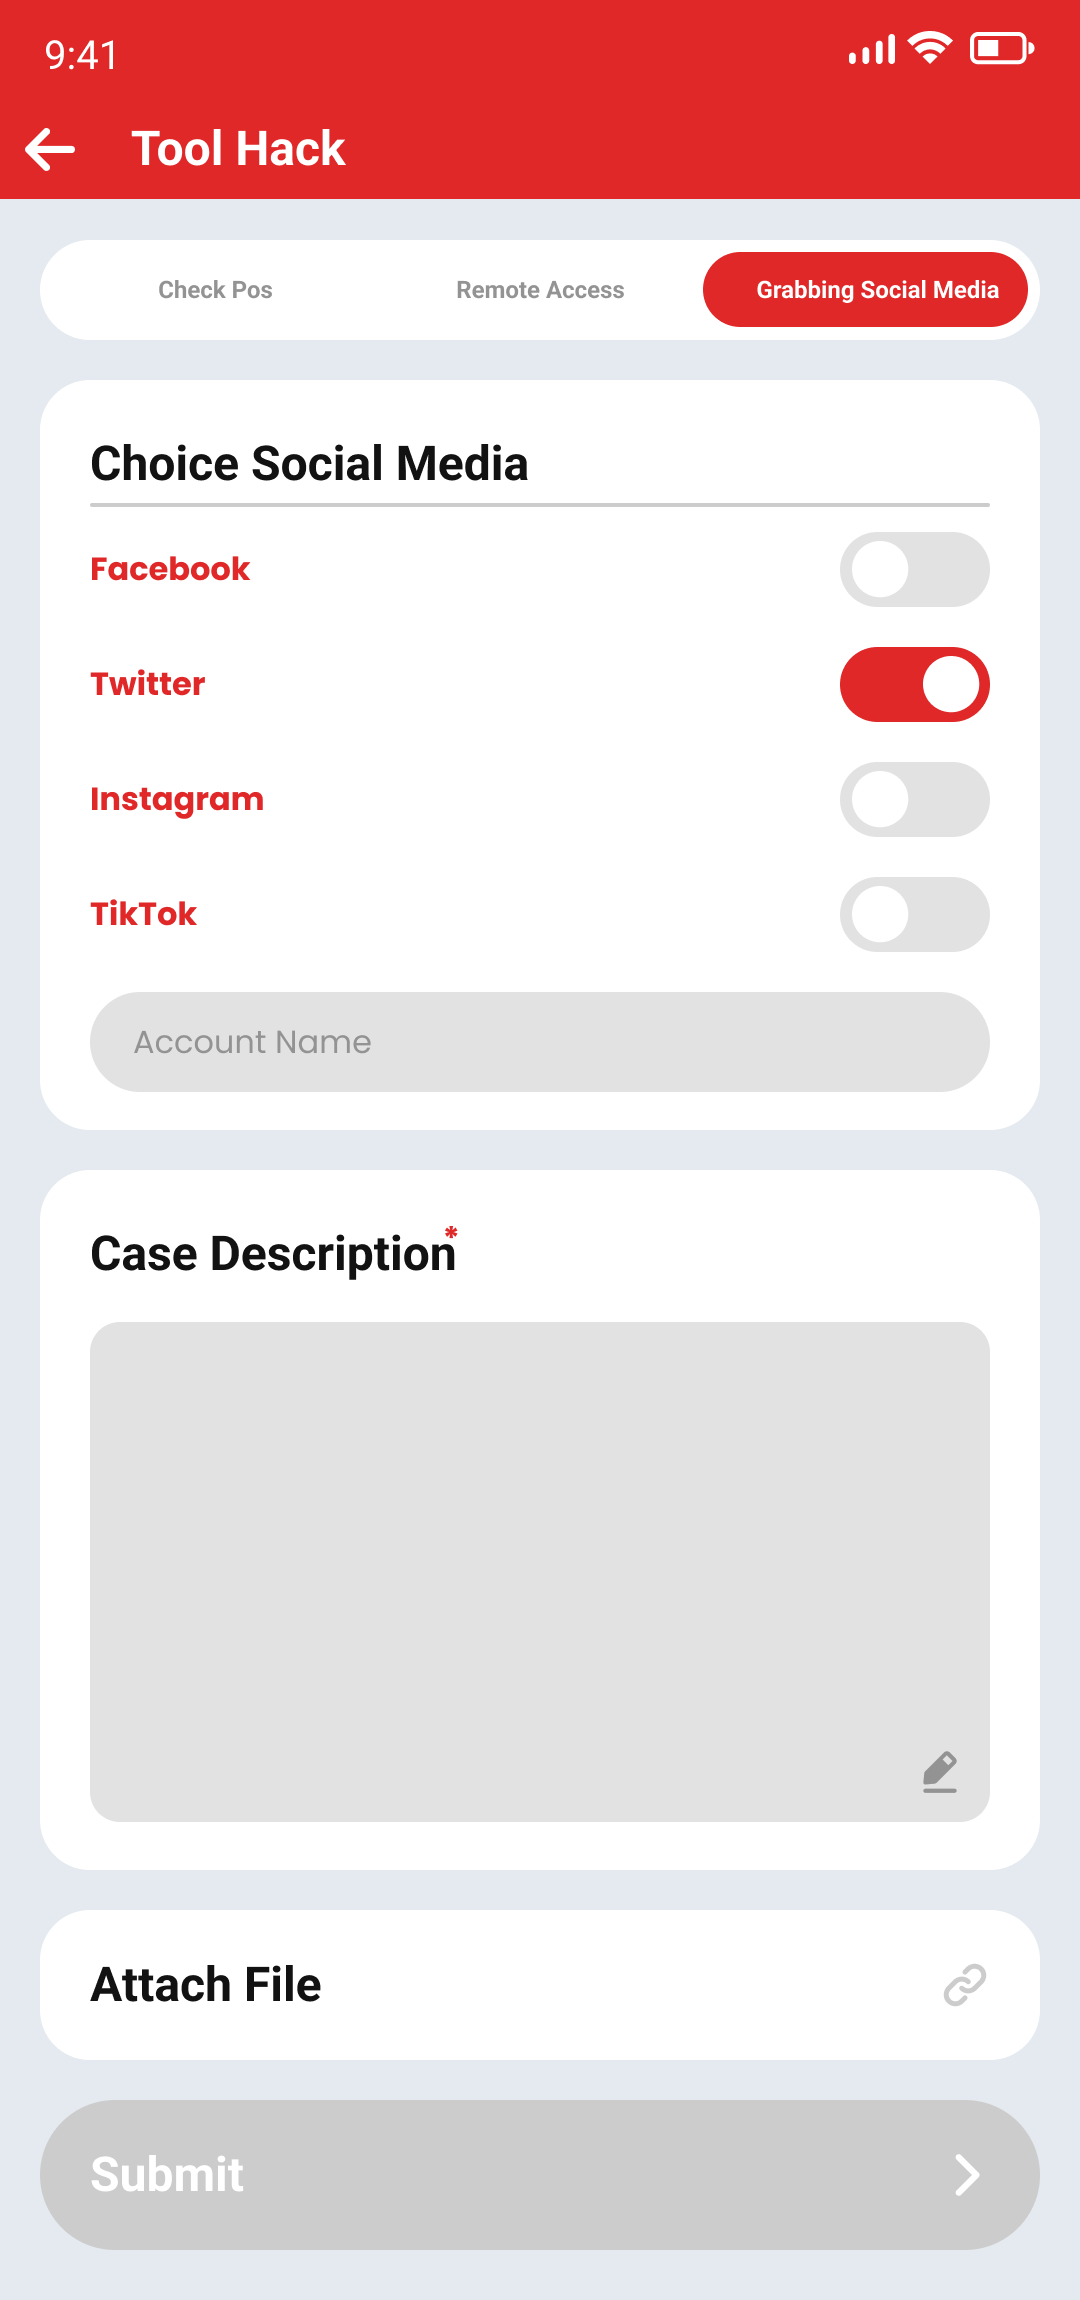 9:41
Tool Hack
Check Pos
Remote Access
Grabbing Social Media
Choice Social Media
Facebook
Twitter
Instagram
TikTok
Account Name
Case Description*
Attach File
Submit